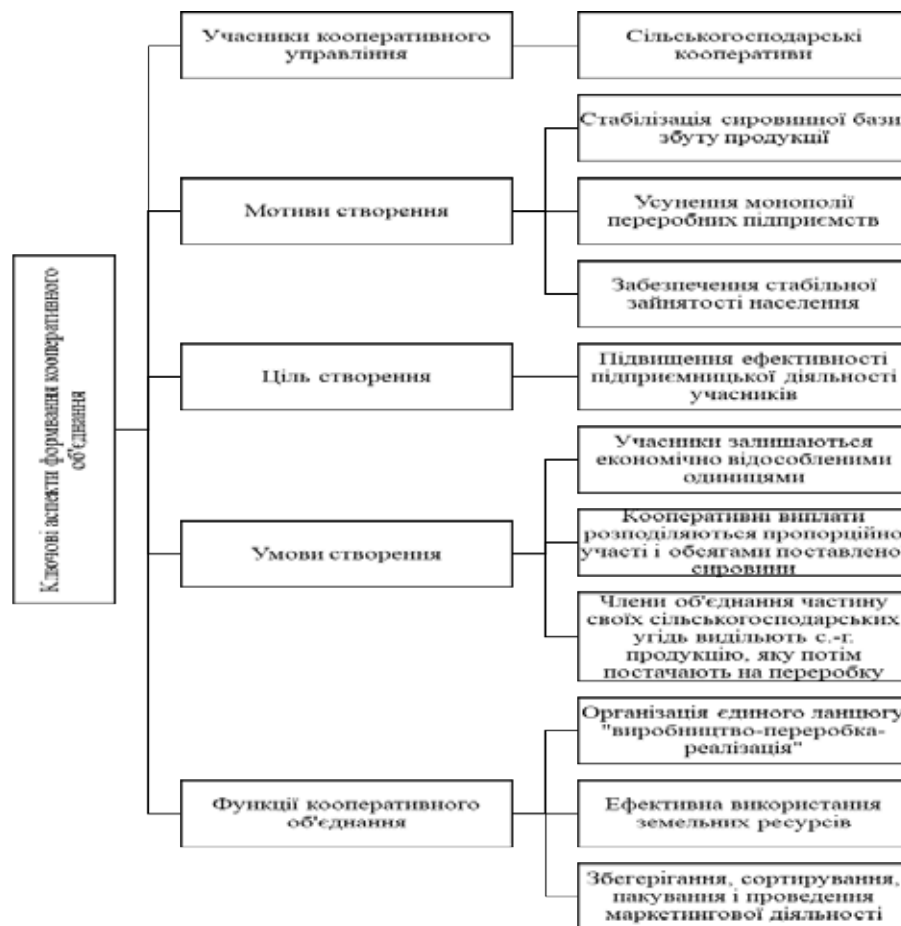 Ключові аспекти формвання кооперативного
об'єднання
Учасники кооперативного
управління
Сільськогосподарські
кооперативи
Мотиви створення
Стабілізація сировинної бази,
збуту продукції
Усунення монополії
переробних підприємств
Забезпечення стабільної
зайнятості населення
Ціль створення
Підвищення ефективності
підприємницької діяльності
учасників
Умови створення
Учасники залишаються
економічно відособленими
одиницями
Кооперативні виплати
розподіляються пропорційно
участі і обсягами поставлено
сировини
Члени об'єднання частину
своїх сільськогосподарських
угідь виділюють с.-г.
продукцію, яку потім
постачають на переробку
Функції кооперативного
об'єднання
Організація єдиного ланцюгу
"виробництво-переробка-
реалізація"
Ефективна використання
земельних ресурсів
Збегерігання, сортирування,
пакування і проведення
маркетингової діяльності